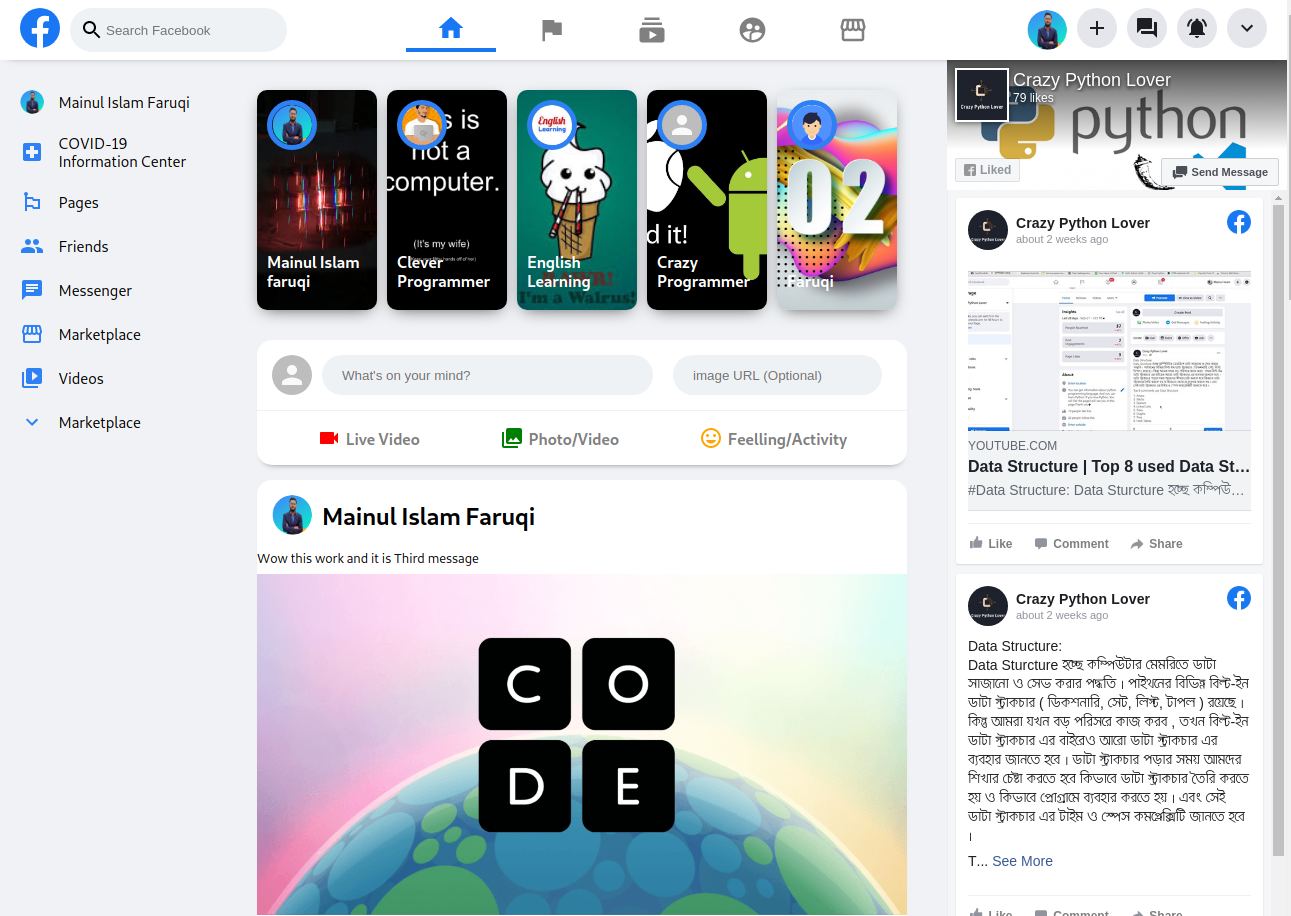 Search Facebook
Mainul Islam Faruqi
COVID-19
Information Center
Pages
Friends
Messenger
Marketplace
Videos
Marketplace
Mainul Islam
faruqi
not a
computer.
(It's my wife)
Clever
Programmer
English
Learning
English
Learning
I'm a Walrus!
d it!
Crazy
Programmer
02
Faruqi
What's on your mind?
image URL (Optional)
Live Video
Photo/Video
Feelling/Activity
Mainul Islam Faruqi
Wow this work and it is Third message
C O
D E
Crazy Python Lover
79 likes
Crazy Python Lover
python
Liked
Send Message
Crazy Python Lover
about 2 weeks ago
Insights
About
YOUTUBE.COM
Data Structure | Top 8 used Data St...
#Data Structure: Data Sturcture হচ্ছে কম্পিউ...
Like
Comment
Share
Crazy Python Lover
about 2 weeks ago
Data Structure:
Data Sturcture হচ্ছে কম্পিউটার মেমরিতে ডাটা
সাজানো ও সেভ করার পদ্ধতি । পাইথনের বিভিন্ন বিল্ট-ইন
ডাটা স্ট্রাকচার ( ডিকশনারি, সেট, লিস্ট, টাপল ) রয়েছে ।
কিন্তু আমরা যখন বড় পরিসরে কাজ করব , তখন বিল্ট-ইন
ডাটা স্ট্রাকচার এর বাইরেও আরো ডাটা স্ট্রাকচার এর
ব্যবহার জানতে হবে । ডাটা স্ট্রাকচার পড়ার সময় আমদের
শিখার চেষ্টা করতে হবে কিভাবে ডাটা স্ট্রাকচার তৈরি করতে
হয় ও কিভাবে প্রোগ্রামে ব্যবহার করতে হয় । এবং সেই
ডাটা স্ট্রাকচার এর টাইম ও স্পেস কমপ্লেক্সিটি জানতে হবে
।
T... See More
Like
Comment
Share